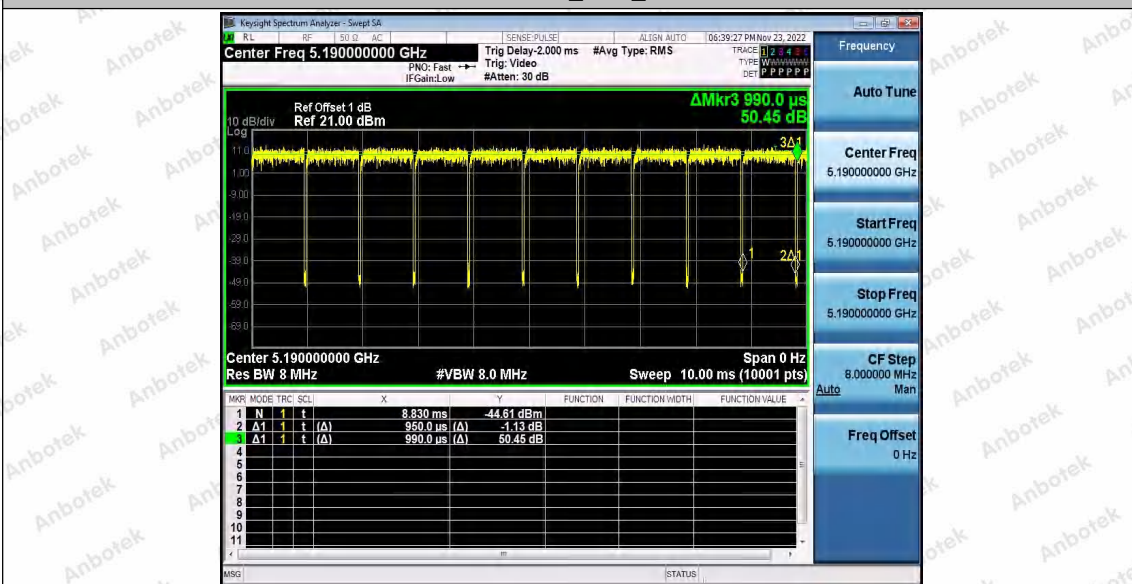 Keysight Spectrum Analyzer - Swept SA
RL RF 50 Ω AC SENSE:PULSE ALIGN AUTO 06:39:27 PM Nov 23, 2022
Center Freq 5.190000000 GHz
PNO: Fast
IFGain:Low
Trig Delay-2.000 ms
Trig: Video
#Atten: 30 dB
#Avg Type: RMS
TRACE 1 2 3 4 5 6
TYPE W
DET P P P P P P
Frequency
Auto Tune
Center Freq
5.190000000 GHz
Start Freq
5.190000000 GHz
Stop Freq
5.190000000 GHz
CF Step
8.000000 MHz
Auto Man
Freq Offset
0 Hz
ΔMkr3 990.0 µs
50.45 dB
Ref Offset 1 dB
10 dB/div Ref 21.00 dBm
Log
11.0
1.00
-9.00
-19.0
-29.0
-39.0
-49.0
-59.0
-69.0
3Δ1
1
2Δ1
Center 5.190000000 GHz Span 0 Hz
Res BW 8 MHz #VBW 8.0 MHz Sweep 10.00 ms (10001 pts)
MKR MODE TRC SCL X Y FUNCTION FUNCTION WIDTH FUNCTION VALUE
1 N 1 t 8.830 ms -44.61 dBm
2 Δ1 1 t (Δ) 950.0 µs (Δ) -1.13 dB
3 Δ1 1 t (Δ) 990.0 µs (Δ) 50.45 dB
4
5
6
7
8
9
10
11
MSG STATUS
Anbotek